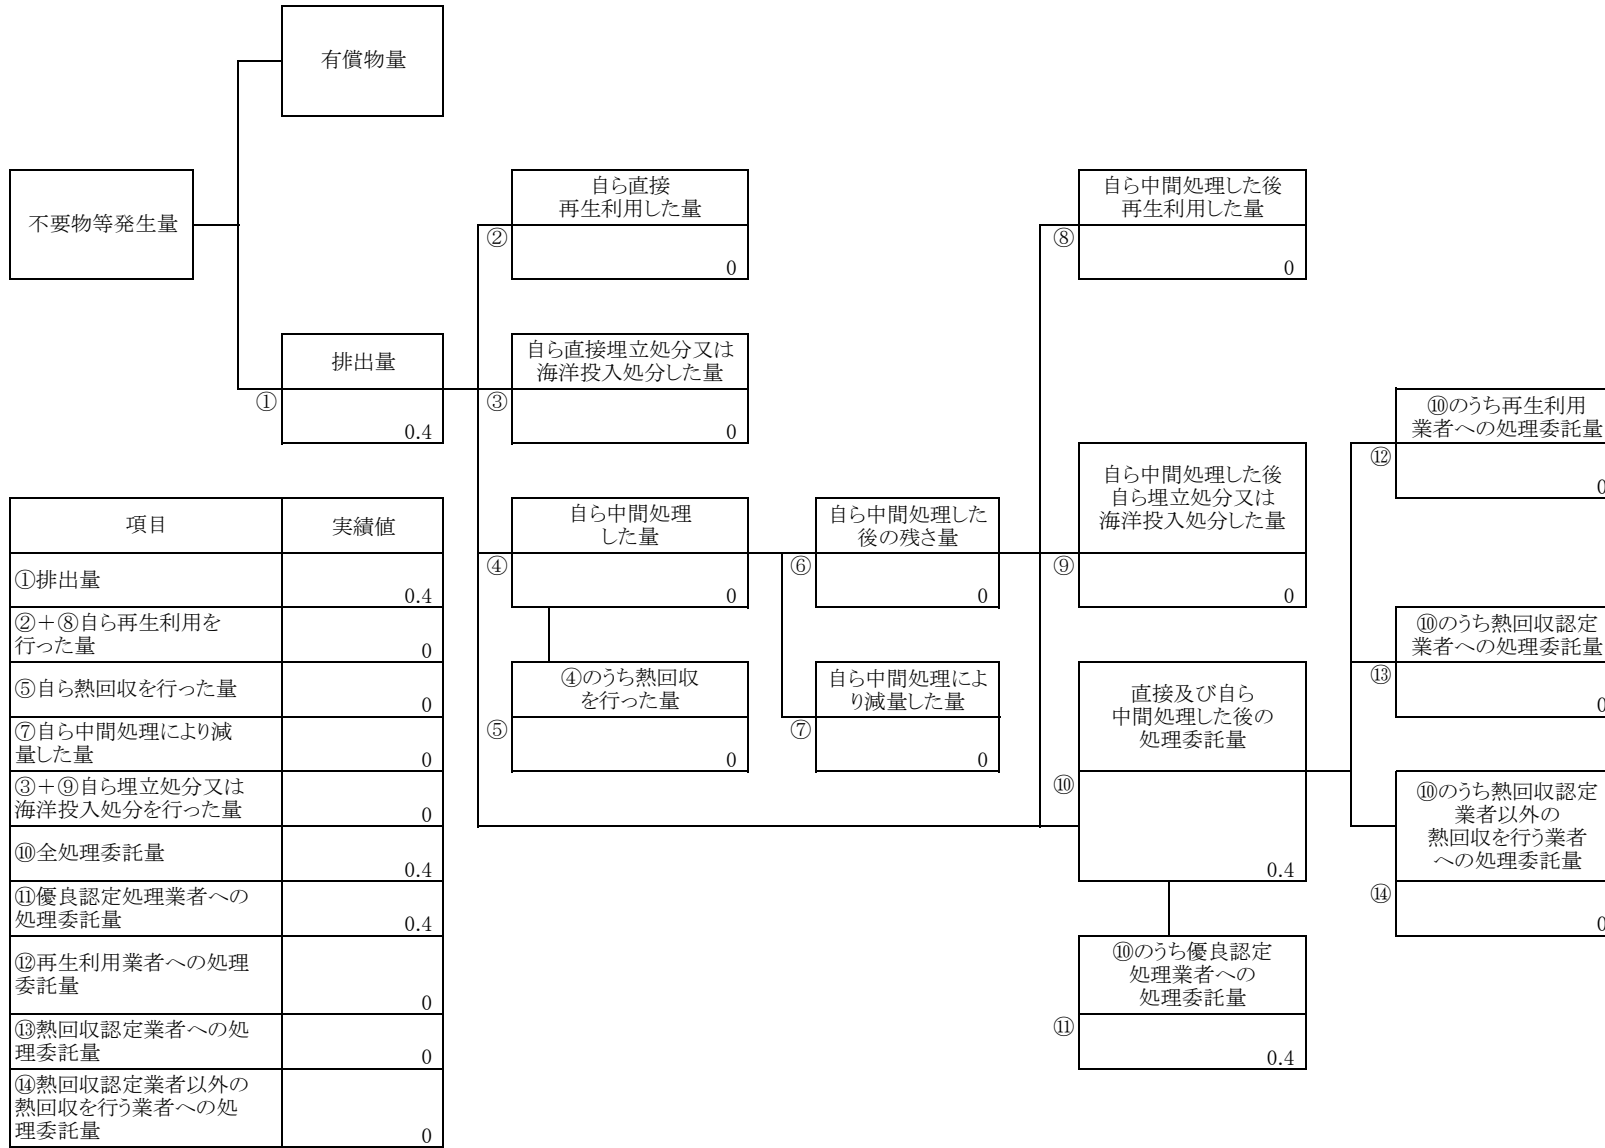 有償物量
不要物等発生量
自ら直接
再生利用した量
②
0
自ら中間処理した後
再生利用した量
⑧
0
排出量
①
0.4
自ら直接埋立処分又は
海洋投入処分した量
③
0
⑩のうち再生利用
業者への処理委託量
⑫
0
自ら中間処理
した量
④
0
自ら中間処理した
後の残さ量
⑥
0
自ら中間処理した後
自ら埋立処分又は
海洋投入処分した量
⑨
0
⑩のうち熱回収認定
業者への処理委託量
⑬
0
④のうち熱回収
を行った量
⑤
0
自ら中間処理によ
り減量した量
⑦
0
直接及び自ら
中間処理した後の
処理委託量
⑩
0.4
⑩のうち熱回収認定
業者以外の
熱回収を行う業者
への処理委託量
⑭
0
⑩のうち優良認定
処理業者への
処理委託量
⑪
0.4
項目 実績値
①排出量 0.4
②+⑧自ら再生利用を
行った量 0
⑤自ら熱回収を行った量 0
⑦自ら中間処理により減
量した量 0
③+⑨自ら埋立処分又は
海洋投入処分を行った量 0
⑩全処理委託量 0.4
⑪優良認定処理業者への
処理委託量 0.4
⑫再生利用業者への処理
委託量 0
⑬熱回収認定業者への処
理委託量 0
⑭熱回収認定業者以外の
熱回収を行う業者への処
理委託量 0